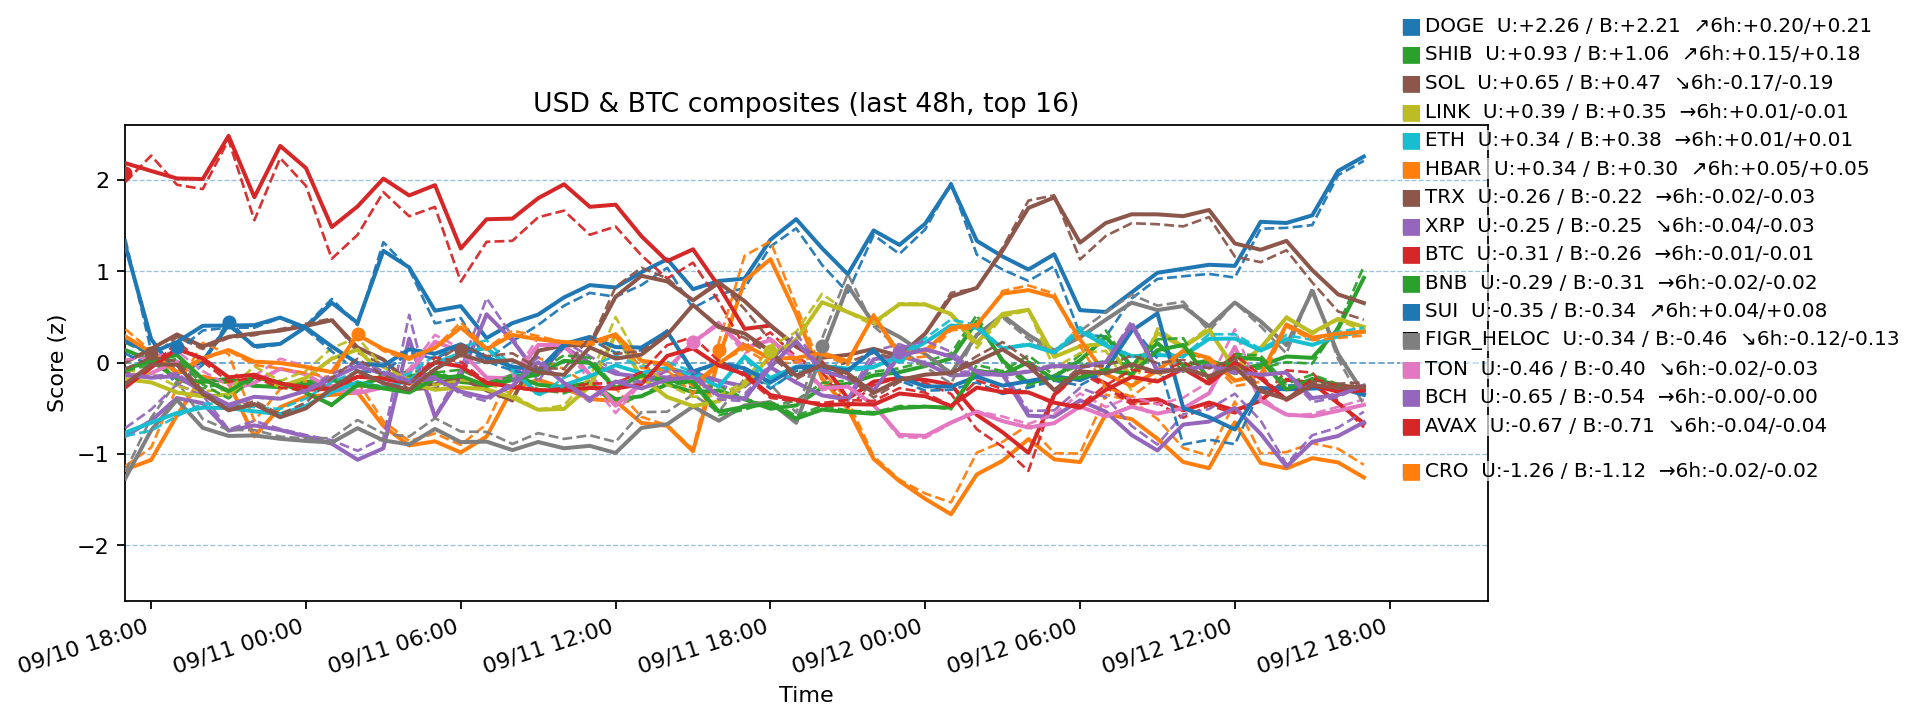 DOGE  U:+2.26 / B:+2.21  ↗6h:+0.20/+0.21
SHIB  U:+0.93 / B:+1.06  ↗6h:+0.15/+0.18
SOL  U:+0.65 / B:+0.47  ↘6h:-0.17/-0.19
LINK  U:+0.39 / B:+0.35  →6h:+0.01/-0.01
ETH  U:+0.34 / B:+0.38  →6h:+0.01/+0.01
HBAR  U:+0.34 / B:+0.30  ↗6h:+0.05/+0.05
TRX  U:-0.26 / B:-0.22  →6h:-0.02/-0.03
XRP  U:-0.25 / B:-0.25  ↘6h:-0.04/-0.03
BTC  U:-0.31 / B:-0.26  →6h:-0.01/-0.01
BNB  U:-0.29 / B:-0.31  →6h:-0.02/-0.02
SUI  U:-0.35 / B:-0.34  ↗6h:+0.04/+0.08
FIGR_HELOC  U:-0.34 / B:-0.46  ↘6h:-0.12/-0.13
TON  U:-0.46 / B:-0.40  ↘6h:-0.02/-0.03
BCH  U:-0.65 / B:-0.54  →6h:-0.00/-0.00
AVAX  U:-0.67 / B:-0.71  ↘6h:-0.04/-0.04
CRO  U:-1.26 / B:-1.12  →6h:-0.02/-0.02
USD & BTC composites (last 48h, top 16)
Score (z)
2
1
0
−1
−2
09/10 18:00
09/11 00:00
09/11 06:00
09/11 12:00
09/11 18:00
09/12 00:00
09/12 06:00
09/12 12:00
09/12 18:00
Time